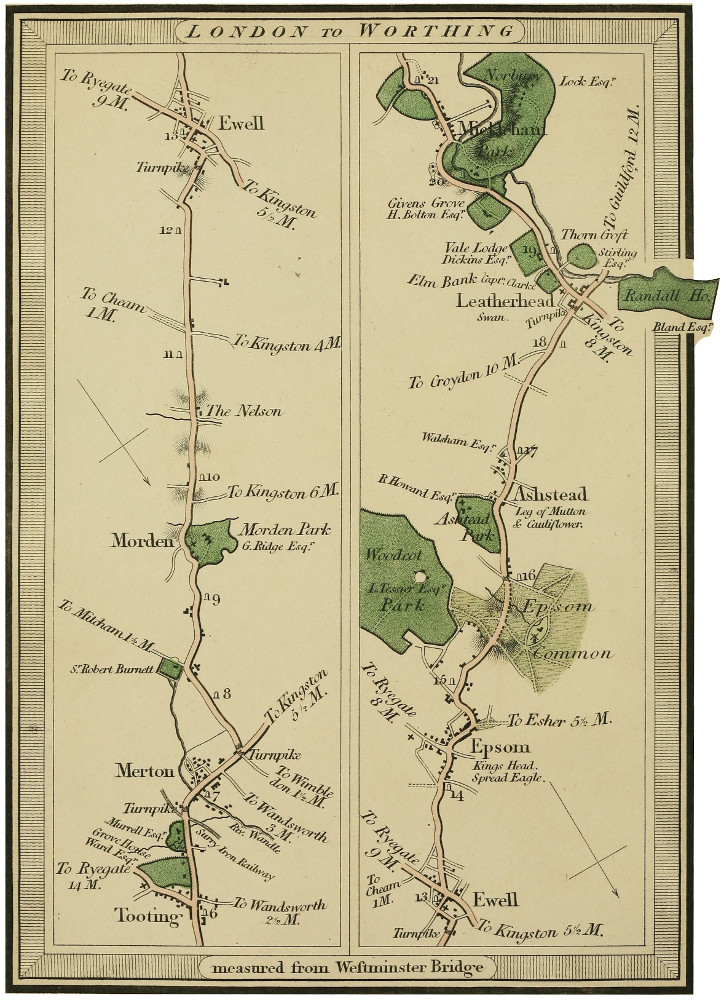 LONDON TO WORTHING
To Ryegate
9 M.
Ewell
13
Turnpike
To Kingston
5½ M.
12
To Cheam
1 M.
To Kingston 4 M.
11
The Nelson
10
To Kingston 6 M.
Morden
Morden Park
G. Ridge Esqr.
9
To Mitcham 1½ M.
Sr. Robert Burnett
8
To Kingston
5½ M.
Turnpike
Merton
To Wimble
don 1½ M.
7
To Wandsworth
3 M.
Turnpike
Riv. Wandle
Surry Iron Railway
Murrell Esqr.
Grove House
Ward Esqr.
To Ryegate
14 M.
Tooting
6
To Wandsworth
2½ M.
21
Norbury
Lock Esqr.
Mickleham
Park
20
To Guildford 12 M.
Givens Grove
H. Bolton Esqr.
Thorn Croft
Stirling
Esqr.
Vale Lodge
Dickins Esqr.
19
Elm Bank Capt. Clarke
Randall Ho.
Bland Esqr.
Leatherhead
Swan.
Turnpike
To
Kingston
8 M.
18
To Croydon 10 M.
Walsham Esqr.
17
R Howard Esqr.
Ashtead
Leg of Mutton
& Cauliflower.
Ashtead
Park
Woodcot
L. Tessier Esqr.
Park
16
Epsom
Common
15
To Ryegate
8 M.
To Esher 5½ M.
Epsom
Kings Head.
Spread Eagle.
14
To Ryegate
9 M.
To
Cheam
1 M.
13
Ewell
Turnpike
To Kingston 5½ M.
measured from Westminster Bridge